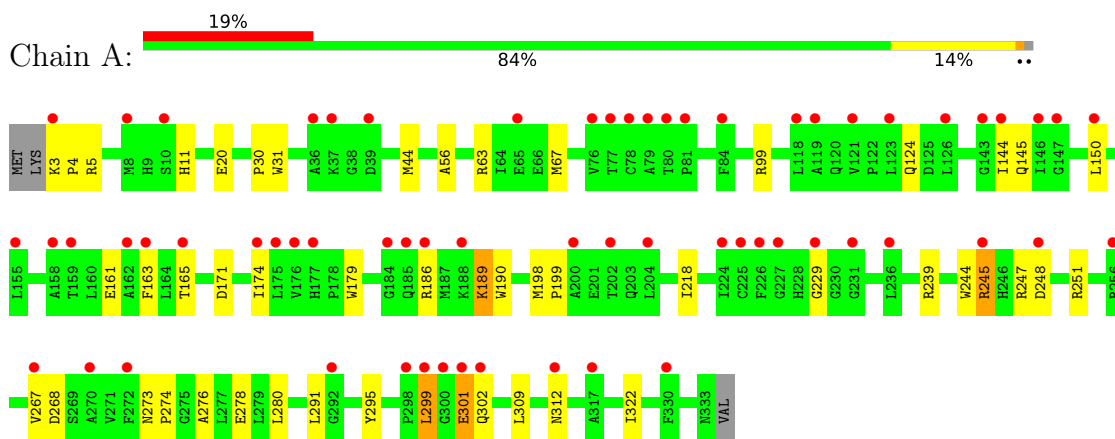 19%
Chain A:
84% 14% ••
MET LYS K3 P4 R5 M8 H9 S10 H11 E20 P30 W31 A36 K37 G38 D39 M44 A56 R63 I64 E65 E66 M67 V76 T77 C78 A79 T80 P81 F84 R99 L118 A119 Q120 V121 P122 L123 Q124 D125 L126 G143 I144 Q145 I146 G147 L150
L155 A158 T159 L160 E161 A162 F163 L164 T165 D171 I174 L175 V176 H177 P178 W179 G184 Q185 R186 M187 K188 K189 W190 M198 P199 A200 E201 T202 Q203 L204 I218 I224 C225 F226 G227 H228 G229 G230 G231 L236 R239 W244 R245 H246 R247 D248 R251
V267 D268 S269 A270 V271 F272 N273 P274 G275 A276 L277 E278 L279 L280 L291 G292 Y295 P298 L299 G300 E301 Q302 L309 N312 A317 I322 F330 N333 VAL